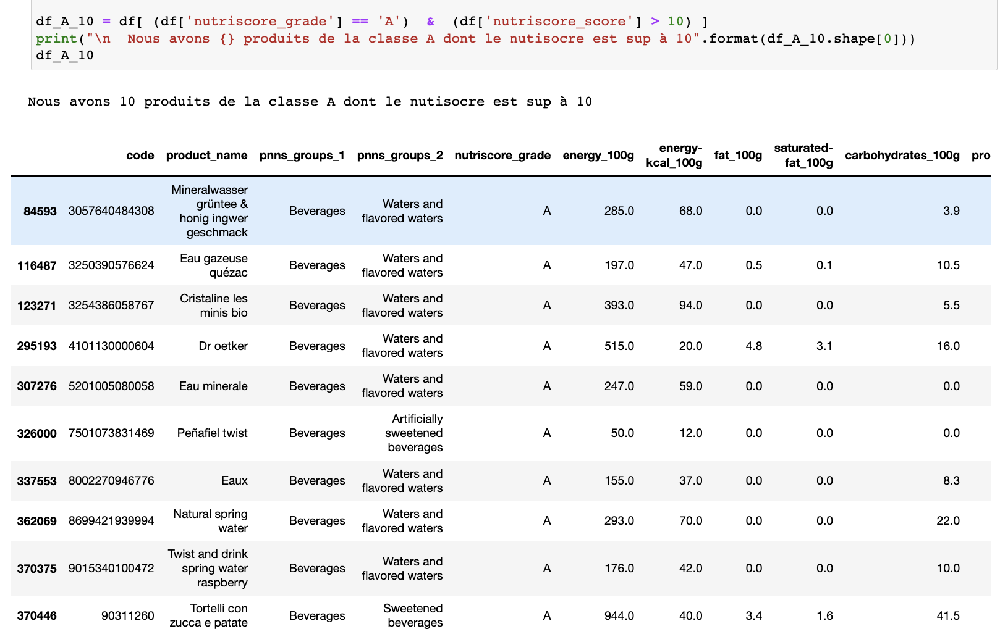 df_A_10 = df[ (df['nutriscore_grade'] == 'A')  &  (df['nutriscore_score'] > 10) ]
print("\n  Nous avons {} produits de la classe A dont le nutisocre est sup à 10".format(df_A_10.shape[0]))
df_A_10
Nous avons 10 produits de la classe A dont le nutisocre est sup à 10
code product_name pnns_groups_1 pnns_groups_2 nutriscore_grade energy_100g energy-kcal_100g fat_100g saturated-fat_100g carbohydrates_100g pro
84593 3057640484308 Mineralwasser grüntee & honig ingwer geschmack Beverages Waters and flavored waters A 285.0 68.0 0.0 0.0 3.9
116487 3250390576624 Eau gazeuse quézac Beverages Waters and flavored waters A 197.0 47.0 0.5 0.1 10.5
123271 3254386058767 Cristaline les minis bio Beverages Waters and flavored waters A 393.0 94.0 0.0 0.0 5.5
295193 4101130000604 Dr oetker Beverages Waters and flavored waters A 515.0 20.0 4.8 3.1 16.0
307276 5201005080058 Eau minerale Beverages Waters and flavored waters A 247.0 59.0 0.0 0.0 0.0
326000 7501073831469 Peñafiel twist Beverages Artificially sweetened beverages A 50.0 12.0 0.0 0.0 0.0
337553 8002270946776 Eaux Beverages Waters and flavored waters A 155.0 37.0 0.0 0.0 8.3
362069 8699421939994 Natural spring water Beverages Waters and flavored waters A 293.0 70.0 0.0 0.0 22.0
370375 9015340100472 Twist and drink spring water raspberry Beverages Waters and flavored waters A 176.0 42.0 0.0 0.0 10.0
370446 90311260 Tortelli con zucca e patate Beverages Sweetened beverages A 944.0 40.0 3.4 1.6 41.5